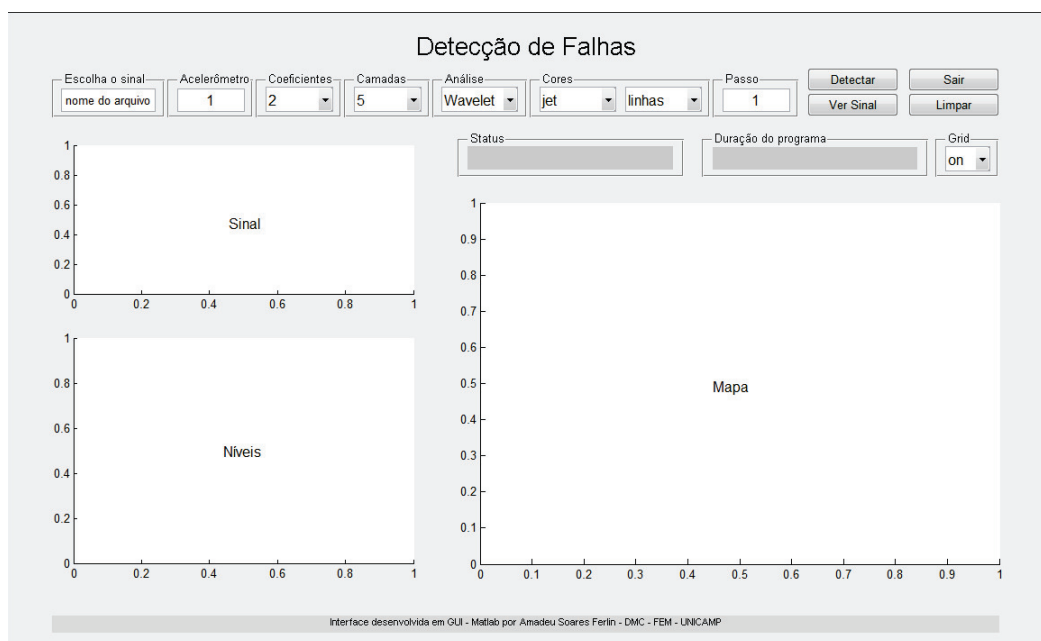 Detecção de Falhas
Escolha o sinal Acelerômetro Coeficientes Camadas Análise Cores Passo Detectar Sair
nome do arquivo 1 2 5 Wavelet jet linhas 1 Ver Sinal Limpar
Status Duração do programa Grid
on
1
0.8
0.6
0.4
0.2
0
Sinal
0 0.2 0.4 0.6 0.8 1
1
0.8
0.6
0.4
0.2
0
Níveis
0 0.2 0.4 0.6 0.8 1
1
0.9
0.8
0.7
0.6
0.5
0.4
0.3
0.2
0.1
0
Mapa
0 0.1 0.2 0.3 0.4 0.5 0.6 0.7 0.8 0.9 1
Interface desenvolvida em GUI - Matlab por Amadeu Soares Ferlin - DMC - FEM - UNICAMP